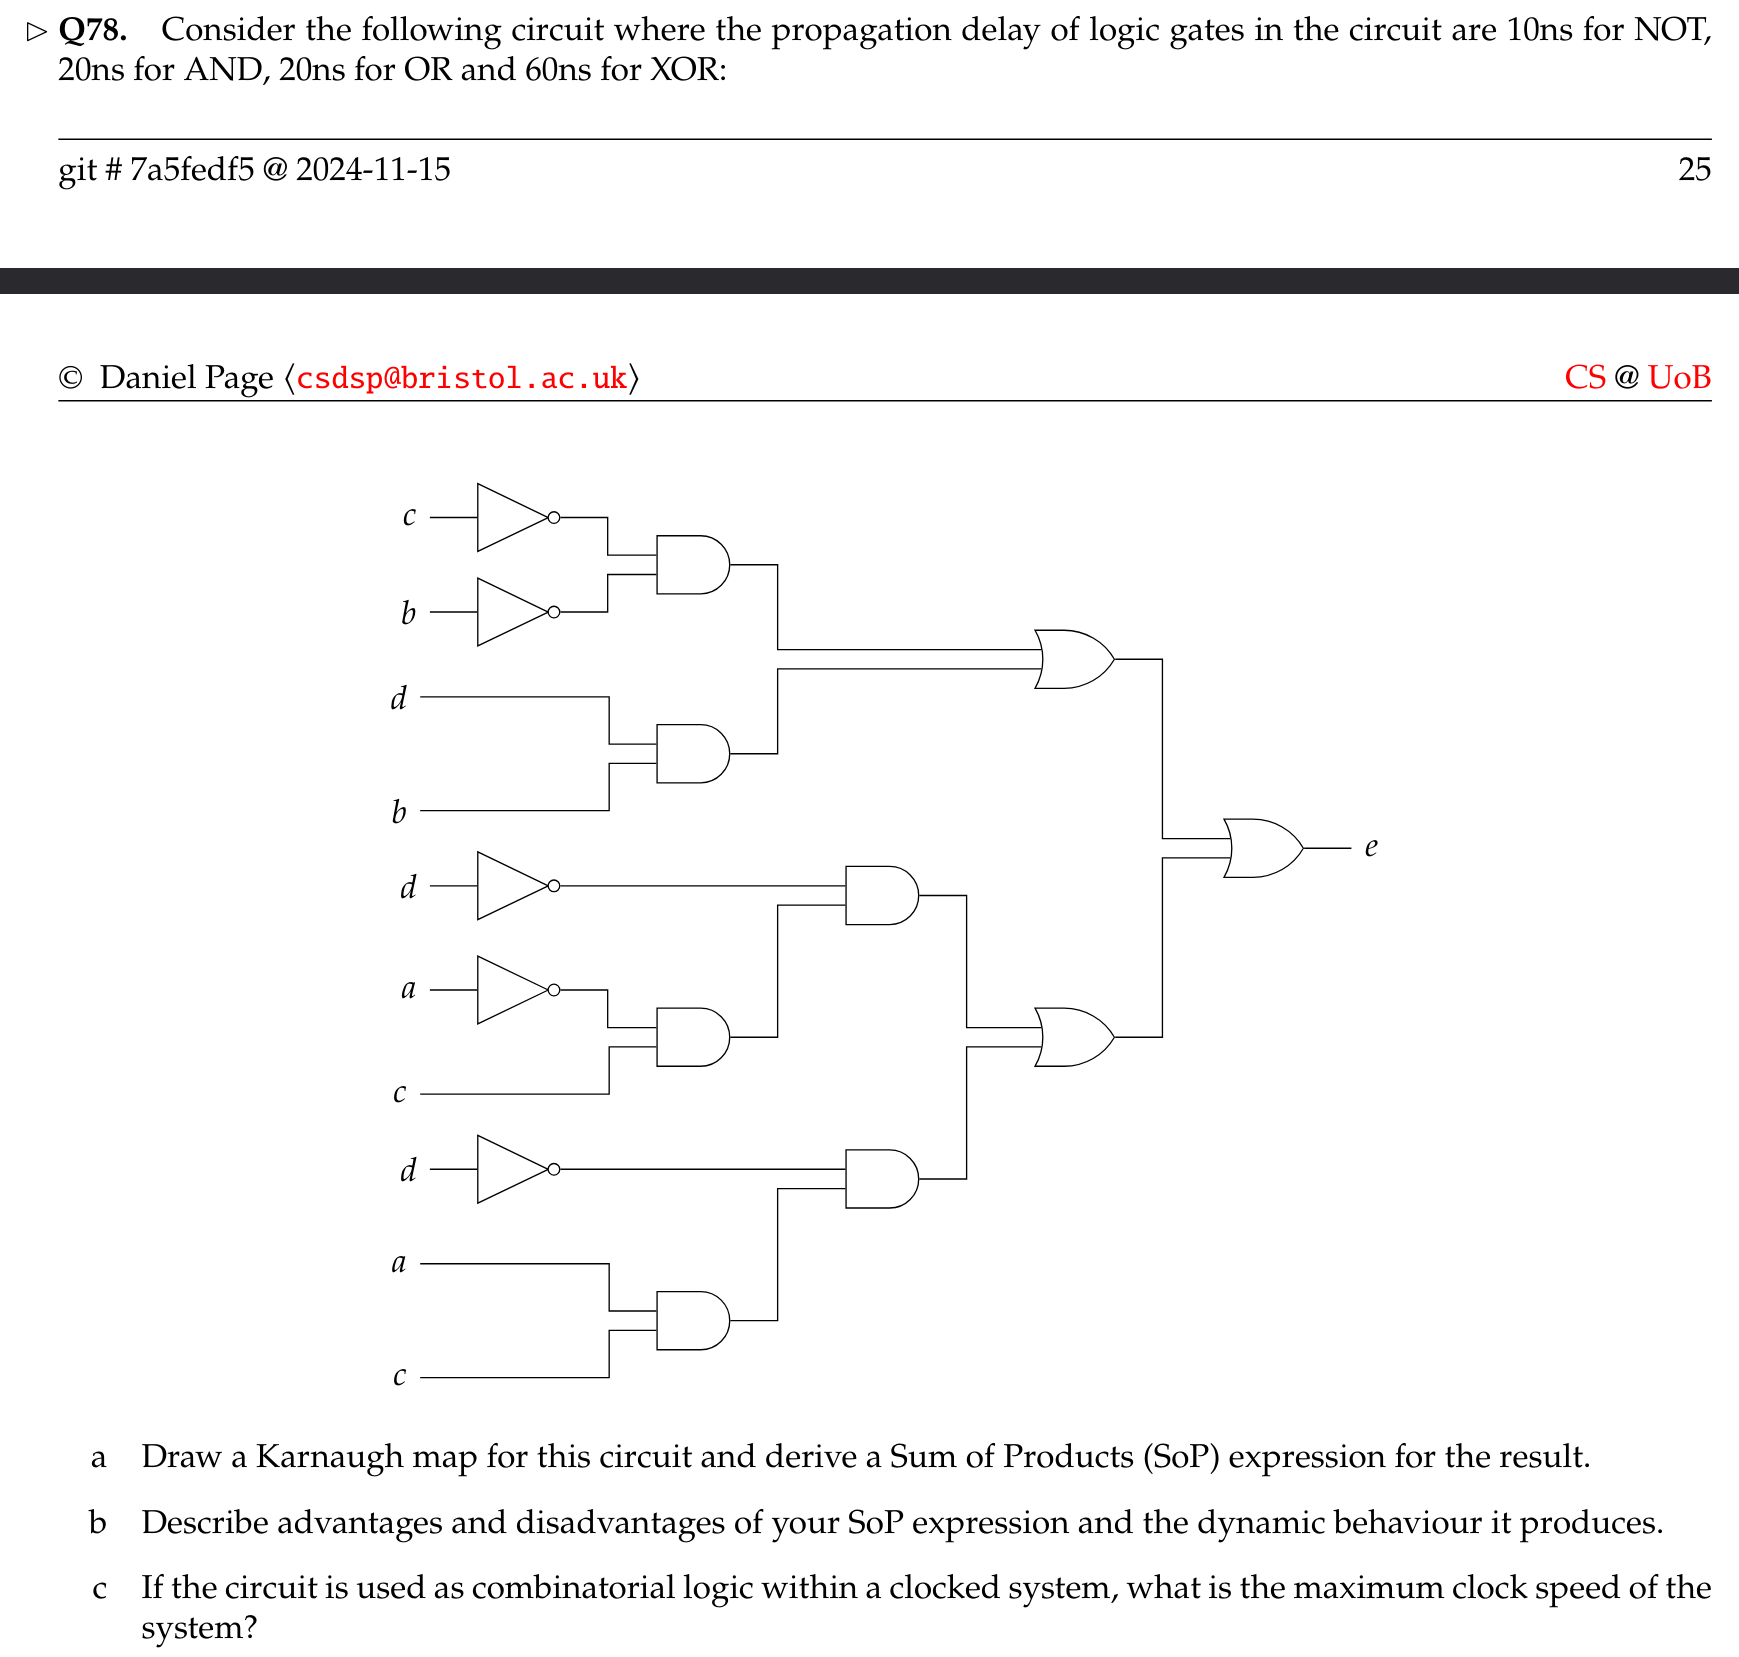 ▷ Q78. Consider the following circuit where the propagation delay of logic gates in the circuit are 10ns for NOT,
20ns for AND, 20ns for OR and 60ns for XOR:
git # 7a5fedf5 @ 2024-11-15 25
© Daniel Page ⟨csdsp@bristol.ac.uk⟩ CS @ UoB
c
b
d
b
e
d
a
c
d
a
c
a Draw a Karnaugh map for this circuit and derive a Sum of Products (SoP) expression for the result.
b Describe advantages and disadvantages of your SoP expression and the dynamic behaviour it produces.
c If the circuit is used as combinatorial logic within a clocked system, what is the maximum clock speed of the
system?